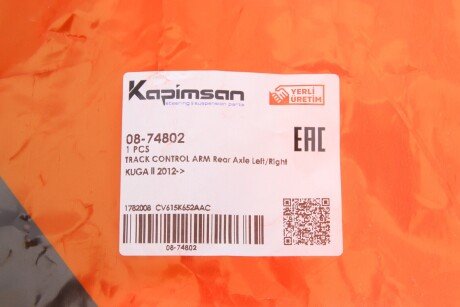 Kapimsan
steering & suspension parts
YERLİ
ÜRETİM
08-74802
1 PCS
EAC
TRACK CONTROL ARM Rear Axle Left/Right
KUGA II 2012->
1782008 CV615K652AAC
08-74802